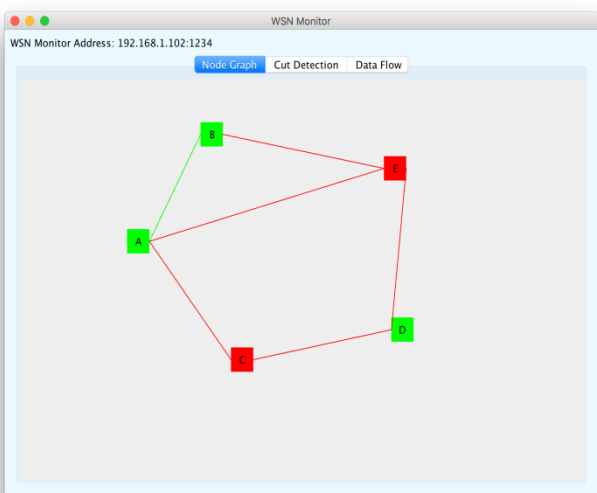 WSN Monitor
WSN Monitor Address: 192.168.1.102:1234
Node Graph Cut Detection Data Flow
B
E
A
D
C